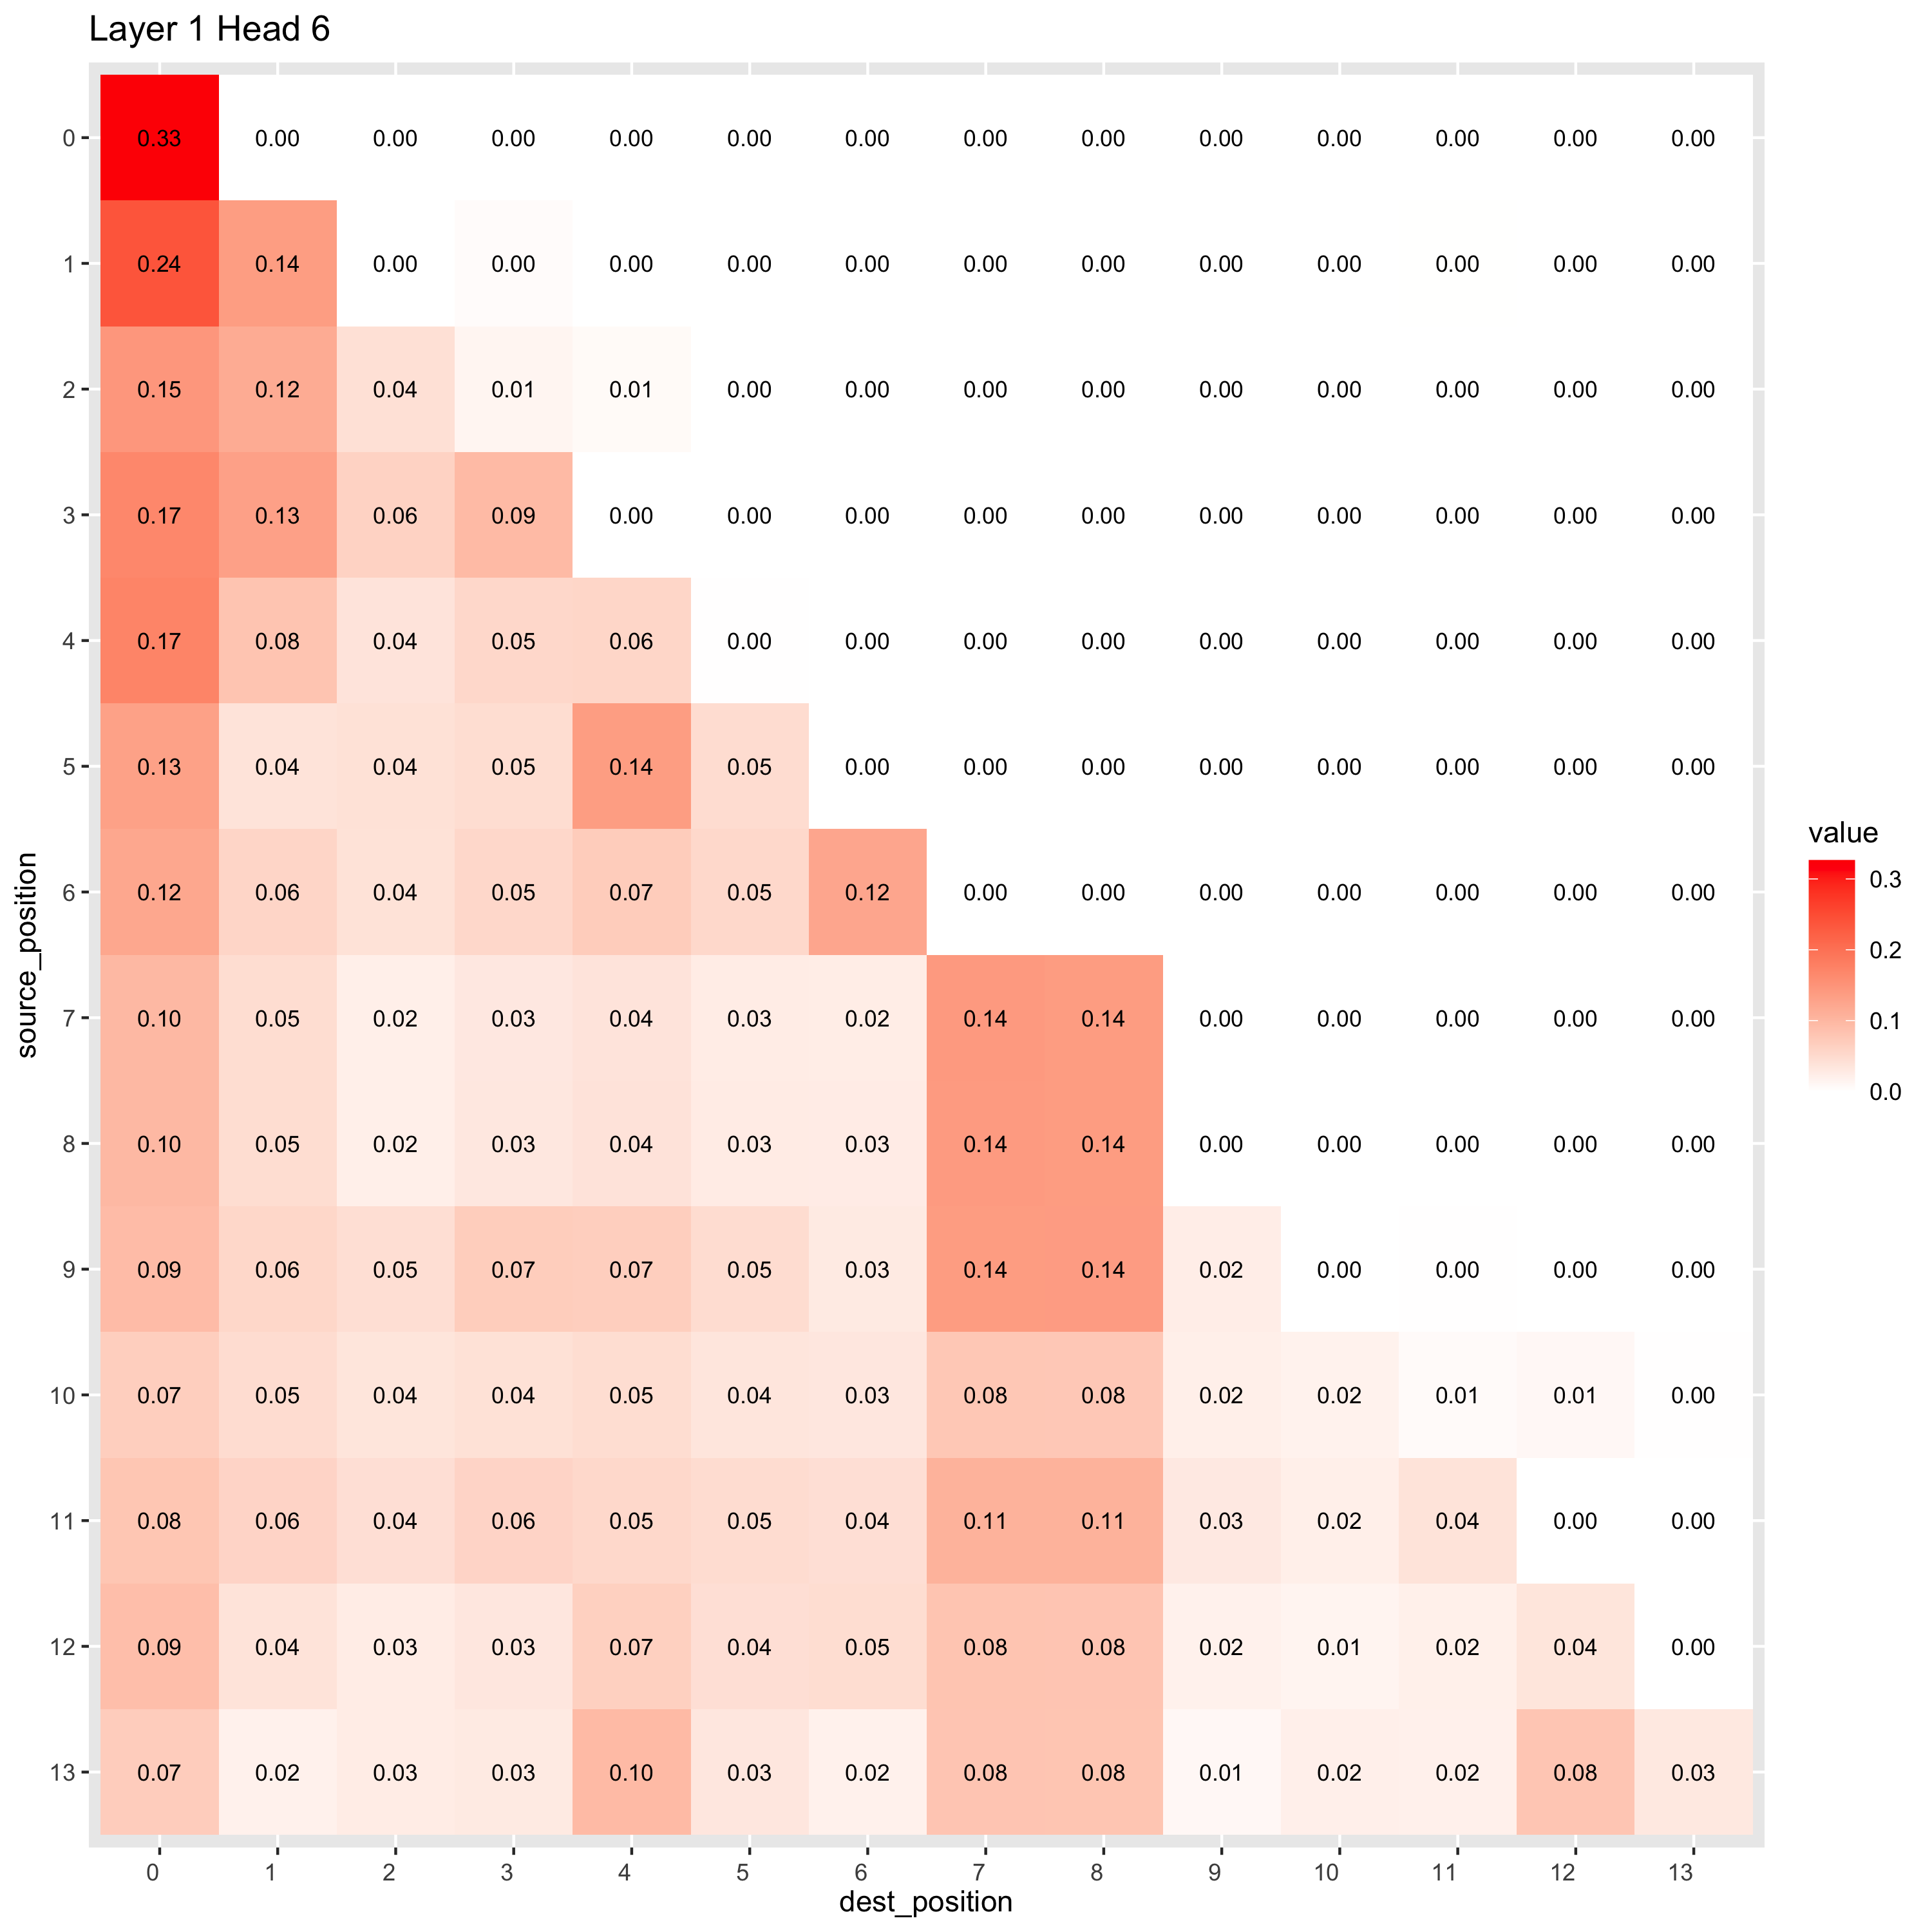 Layer 1 Head 6
0 0.33 0.00 0.00 0.00 0.00 0.00 0.00 0.00 0.00 0.00 0.00 0.00 0.00 0.00
1 0.24 0.14 0.00 0.00 0.00 0.00 0.00 0.00 0.00 0.00 0.00 0.00 0.00 0.00
2 0.15 0.12 0.04 0.01 0.01 0.00 0.00 0.00 0.00 0.00 0.00 0.00 0.00 0.00
3 0.17 0.13 0.06 0.09 0.00 0.00 0.00 0.00 0.00 0.00 0.00 0.00 0.00 0.00
4 0.17 0.08 0.04 0.05 0.06 0.00 0.00 0.00 0.00 0.00 0.00 0.00 0.00 0.00
5 0.13 0.04 0.04 0.05 0.14 0.05 0.00 0.00 0.00 0.00 0.00 0.00 0.00 0.00
6 0.12 0.06 0.04 0.05 0.07 0.05 0.12 0.00 0.00 0.00 0.00 0.00 0.00 0.00
7 0.10 0.05 0.02 0.03 0.04 0.03 0.02 0.14 0.14 0.00 0.00 0.00 0.00 0.00
8 0.10 0.05 0.02 0.03 0.04 0.03 0.03 0.14 0.14 0.00 0.00 0.00 0.00 0.00
9 0.09 0.06 0.05 0.07 0.07 0.05 0.03 0.14 0.14 0.02 0.00 0.00 0.00 0.00
10 0.07 0.05 0.04 0.04 0.05 0.04 0.03 0.08 0.08 0.02 0.02 0.01 0.01 0.00
11 0.08 0.06 0.04 0.06 0.05 0.05 0.04 0.11 0.11 0.03 0.02 0.04 0.00 0.00
12 0.09 0.04 0.03 0.03 0.07 0.04 0.05 0.08 0.08 0.02 0.01 0.02 0.04 0.00
13 0.07 0.02 0.03 0.03 0.10 0.03 0.02 0.08 0.08 0.01 0.02 0.02 0.08 0.03
0 1 2 3 4 5 6 7 8 9 10 11 12 13
dest_position
source_position
value
0.3
0.2
0.1
0.0